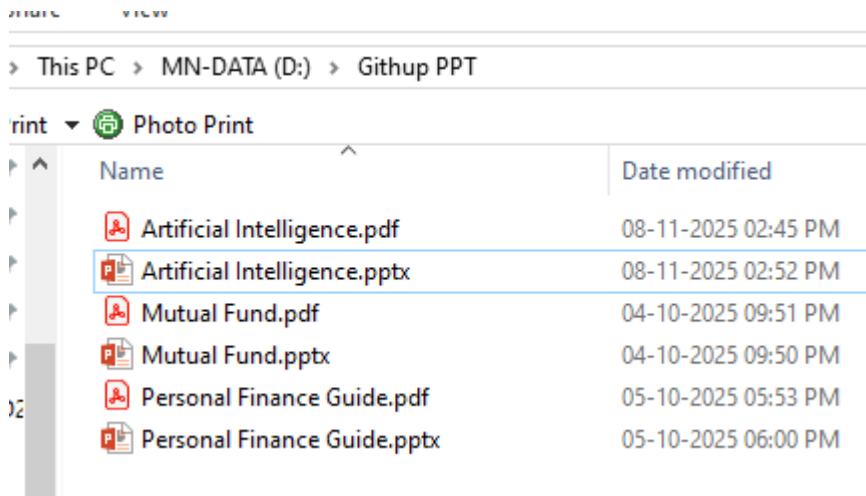 View
> This PC > MN-DATA (D:) > Githup PPT
Photo Print
Name Date modified
Artificial Intelligence.pdf 08-11-2025 02:45 PM
Artificial Intelligence.pptx 08-11-2025 02:52 PM
Mutual Fund.pdf 04-10-2025 09:51 PM
Mutual Fund.pptx 04-10-2025 09:50 PM
Personal Finance Guide.pdf 05-10-2025 05:53 PM
Personal Finance Guide.pptx 05-10-2025 06:00 PM